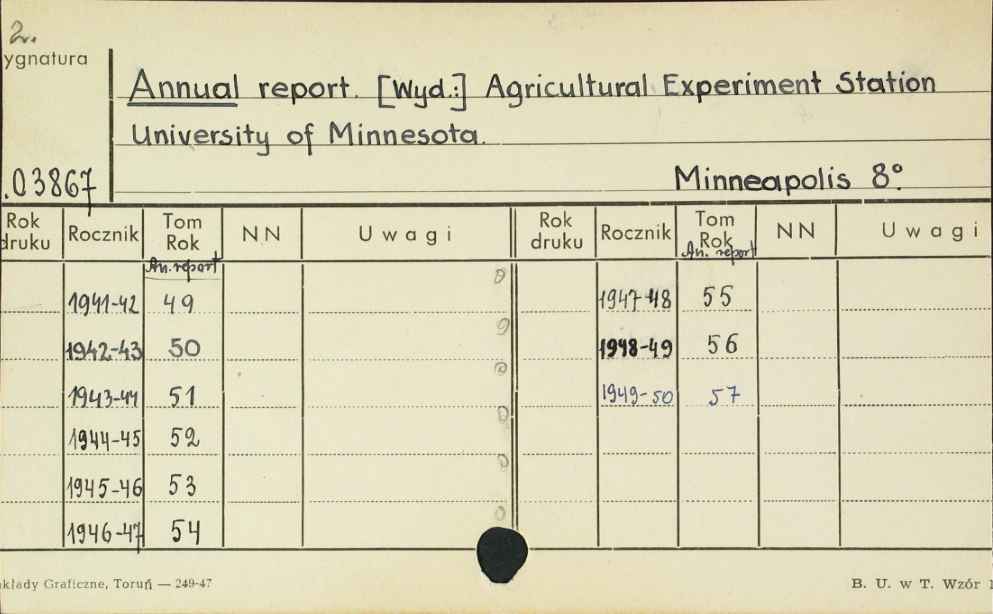 2.
ygnatura
Annual report. [Wyd.:] Agricultural Experiment Station
University of Minnesota.
.03867
Minneapolis 8°.
Rok druku Rocznik Tom Rok NN Uwagi Rok druku Rocznik Tom Rok NN Uwagi
An. report An. report
1941-42 49 1947-48 55
1942-43 50 1948-49 56
1943-44 51 1949-50 57
1944-45 52
1945-46 53
1946-47 54
kłady Graficzne, Toruń — 249-47 B. U. w T. Wzór 1